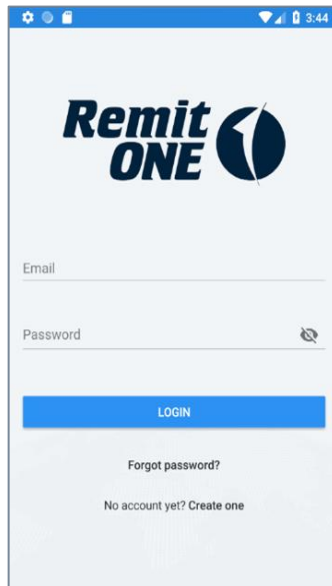 3:44
Remit
ONE
Email
Password
LOGIN
Forgot password?
No account yet? Create one